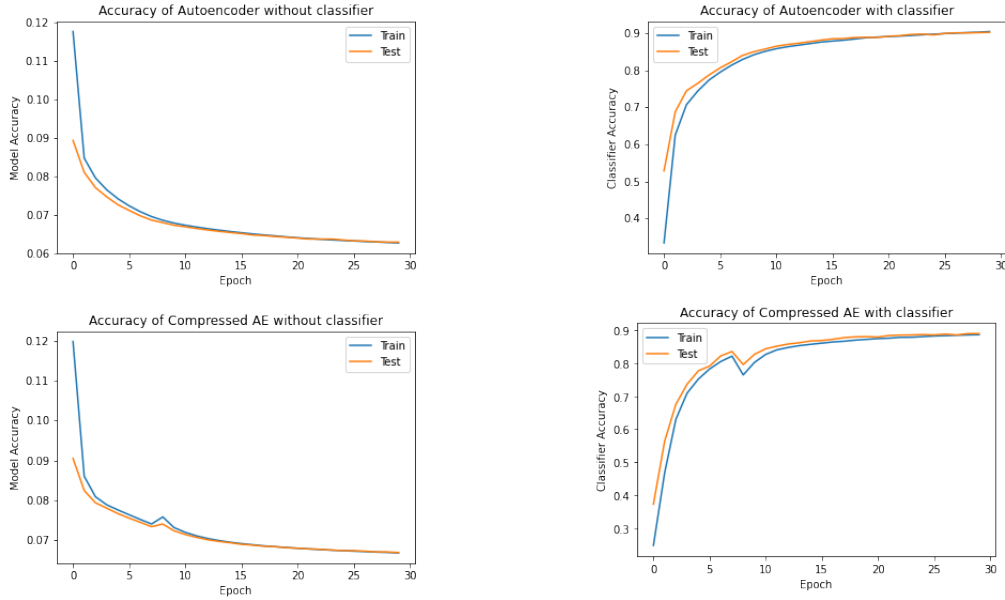 Accuracy of Autoencoder without classifier
0.12
0.11
0.10
0.09
0.08
0.07
0.06
Model Accuracy
Train
Test
0 5 10 15 20 25 30
Epoch
Accuracy of Autoencoder with classifier
0.9
0.8
0.7
0.6
0.5
0.4
Classifier Accuracy
Train
Test
0 5 10 15 20 25 30
Epoch
Accuracy of Compressed AE without classifier
0.12
0.11
0.10
0.09
0.08
0.07
Model Accuracy
Train
Test
0 5 10 15 20 25 30
Epoch
Accuracy of Compressed AE with classifier
0.9
0.8
0.7
0.6
0.5
0.4
0.3
Classifier Accuracy
Train
Test
0 5 10 15 20 25 30
Epoch